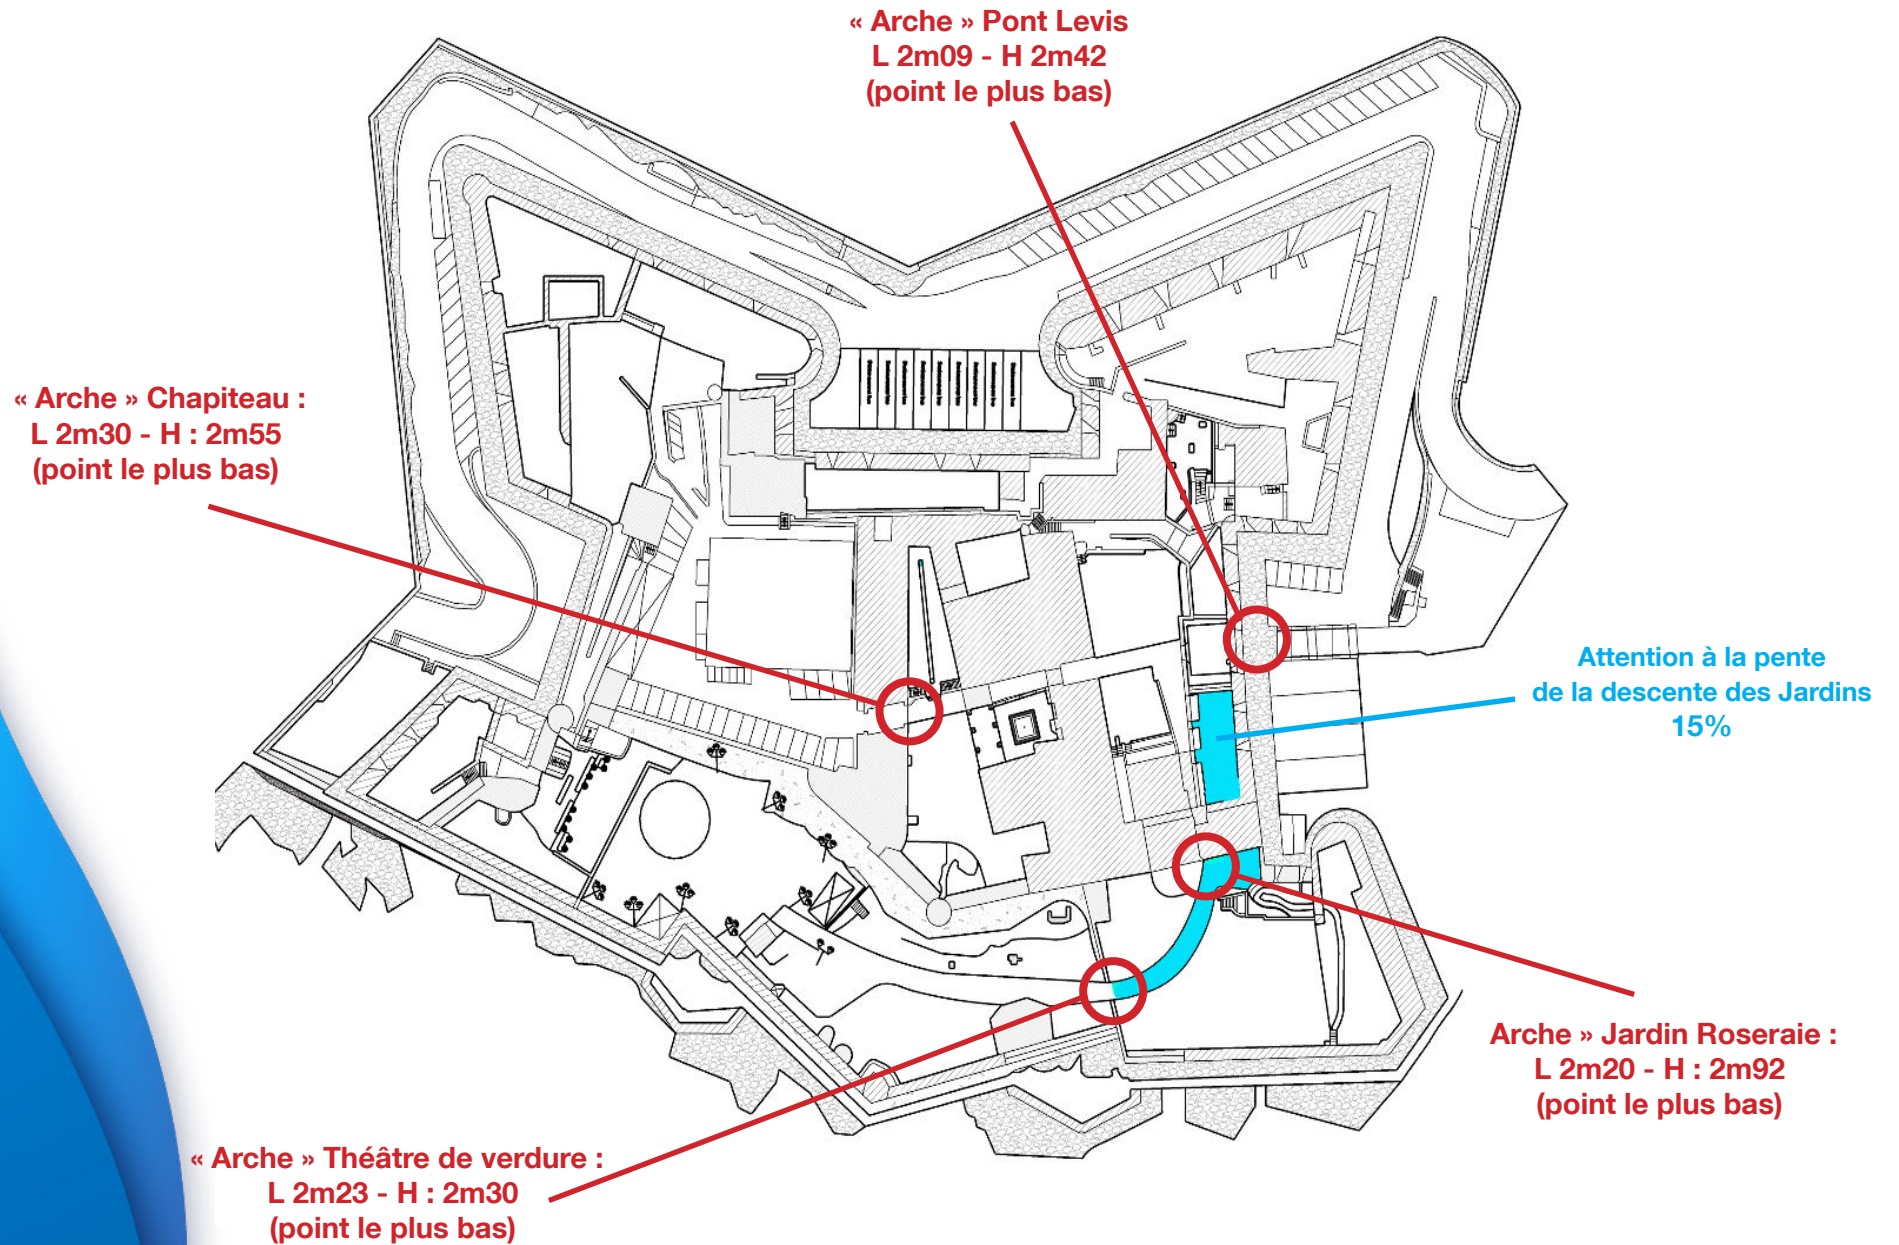 « Arche » Pont Levis
L 2m09 - H 2m42
(point le plus bas)
« Arche » Chapiteau :
L 2m30 - H : 2m55
(point le plus bas)
Attention à la pente
de la descente des Jardins
15%
Arche » Jardin Roseraie :
L 2m20 - H : 2m92
(point le plus bas)
« Arche » Théâtre de verdure :
L 2m23 - H : 2m30
(point le plus bas)